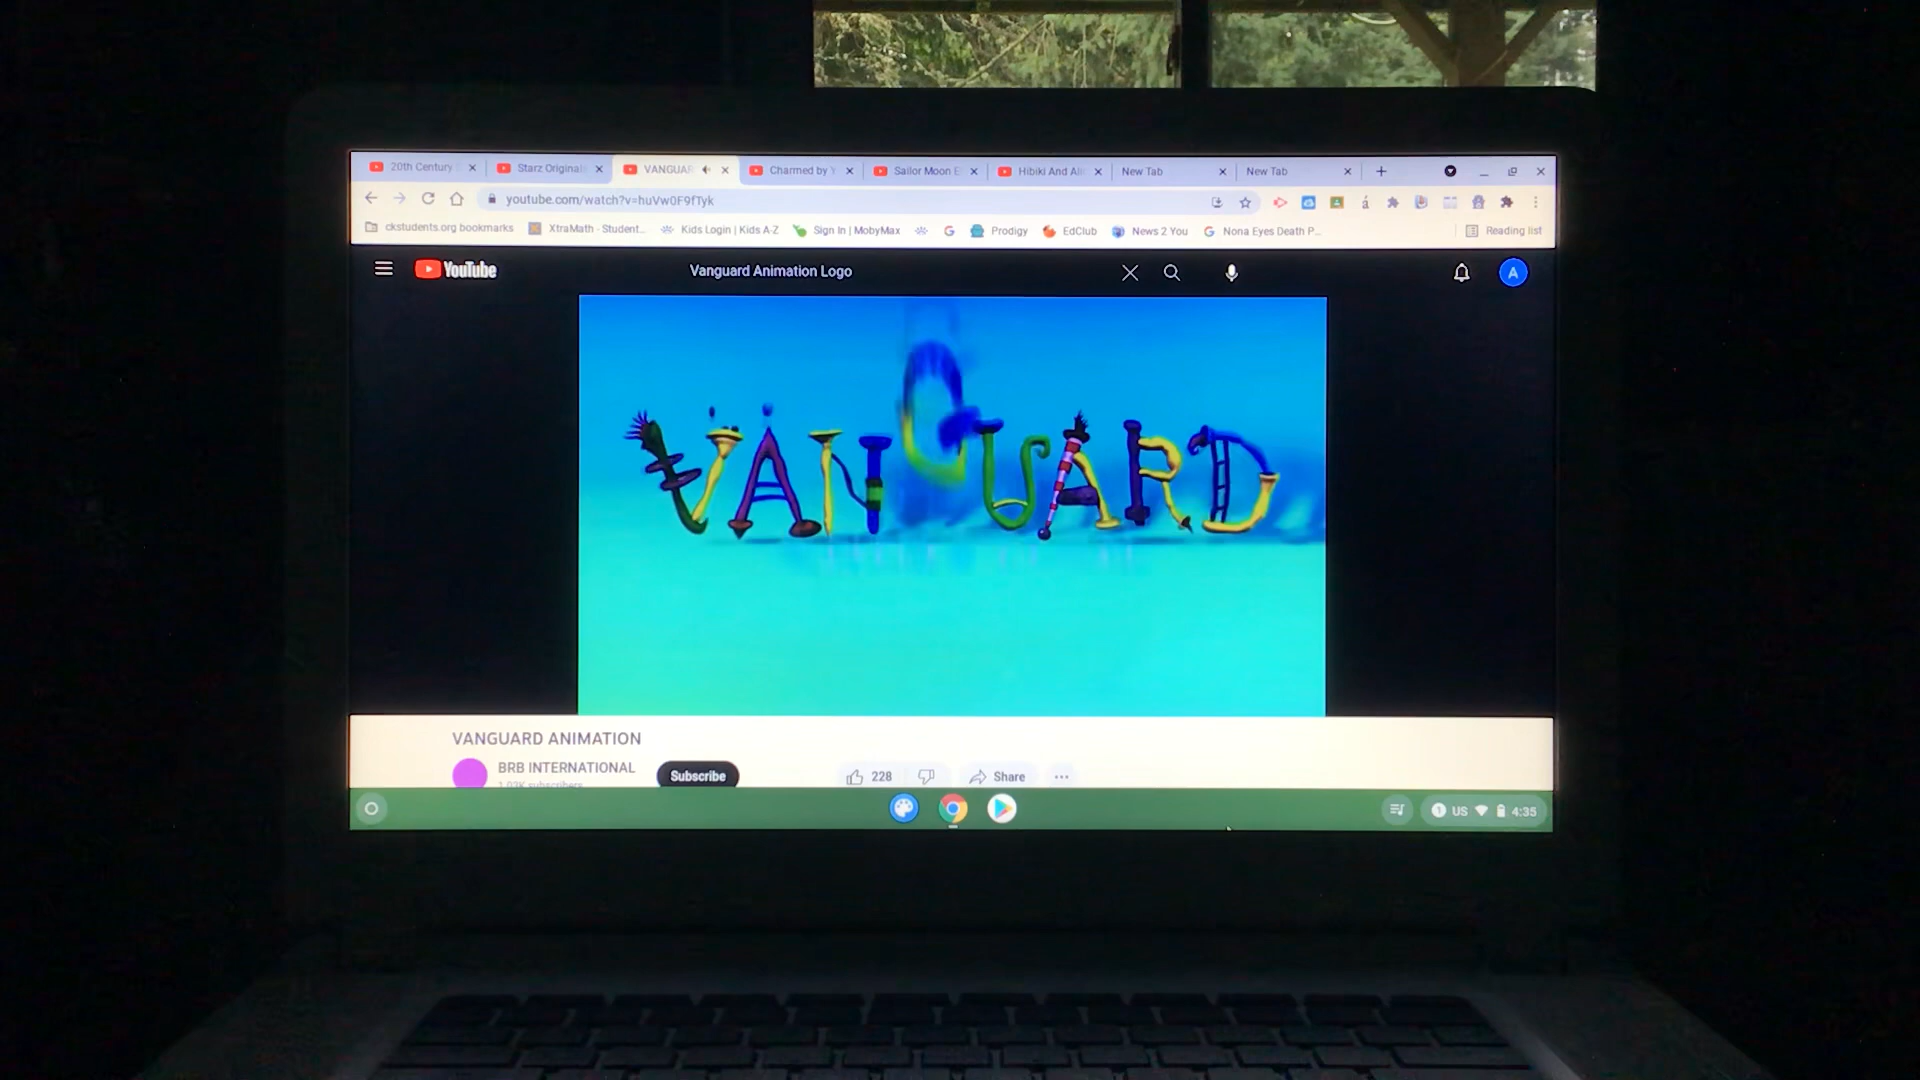 20th Century
Starz Original
VANGUAR
Charmed by Y
Sailor Moon E
Hibiki And Ali
New Tab
New Tab
youtube.com/watch?v=huVw0F9fTyk
ckstudents.org bookmarks
XtraMath - Student...
Kids Login | Kids A-Z
Sign In | MobyMax
Prodigy
EdClub
News 2 You
Nona Eyes Death P...
Reading list
YouTube
Vanguard Animation Logo
A
VANGUARD
VANGUARD ANIMATION
BRB INTERNATIONAL
Subscribe
228
Share
US
4:35